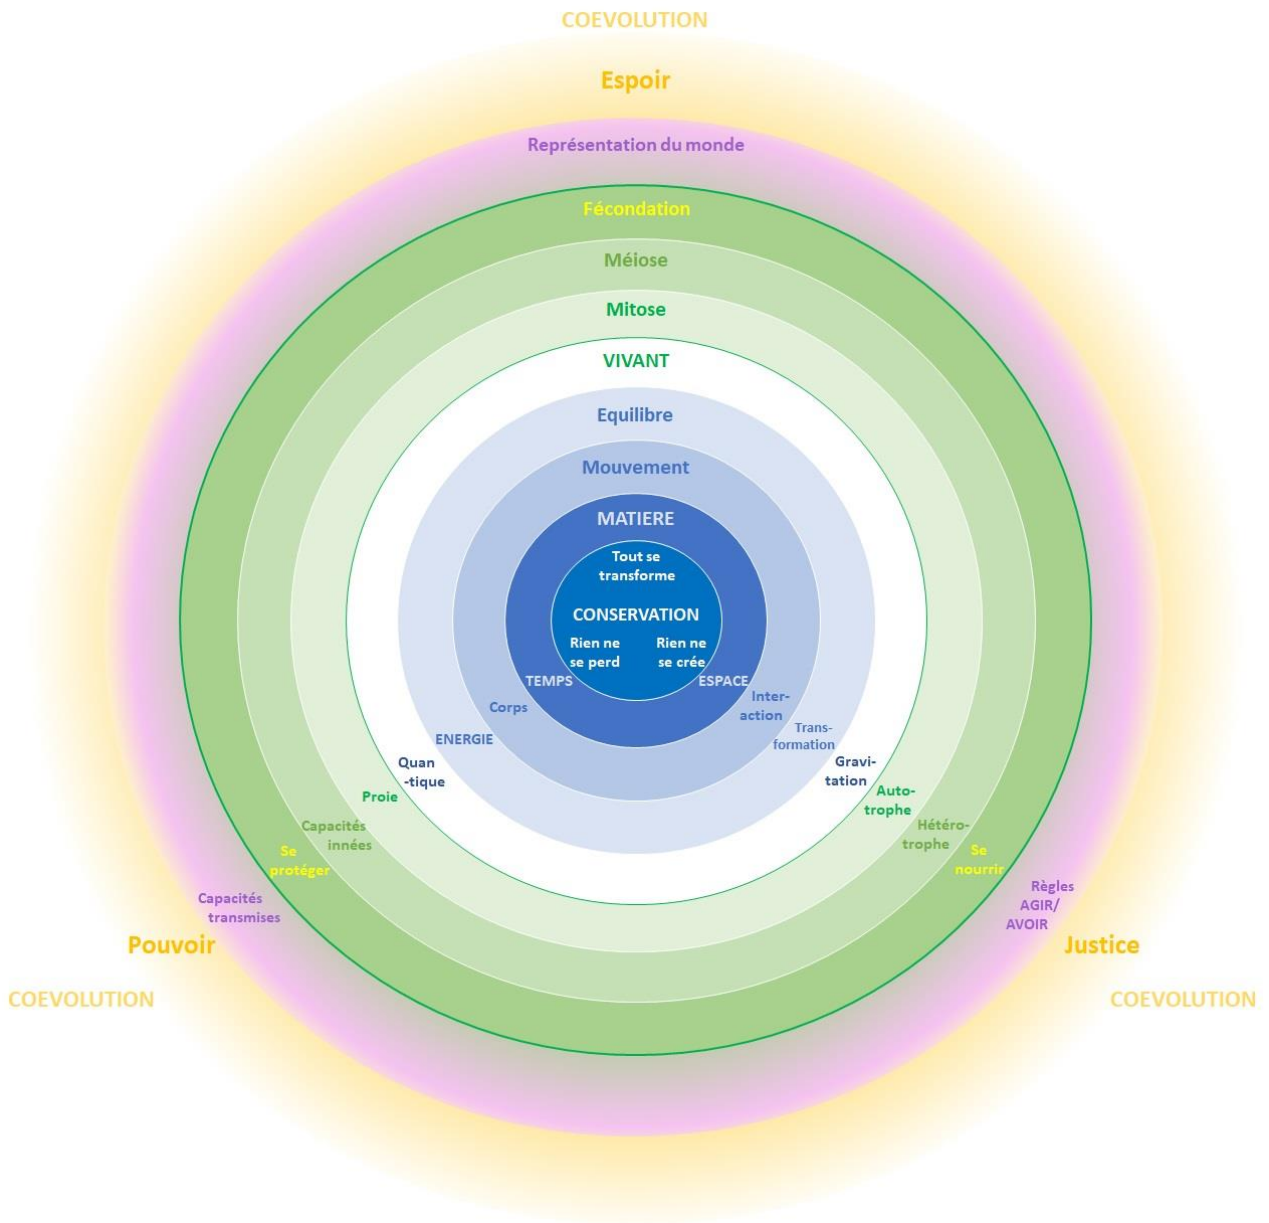 COEVOLUTION
Espoir
Représentation du monde
Fécondation
Méiose
Mitose
VIVANT
Equilibre
Mouvement
MATIERE
Tout se
transforme
CONSERVATION
Rien ne
se perd
Rien ne
se crée
TEMPS
ESPACE
Corps
Inter-
action
ENERGIE
Trans-
formation
Quan
-tique
Gravi-
tation
Proie
Auto-
trophe
Capacités
innées
Hétéro-
trophe
Se
protéger
Se
nourrir
Capacités
transmises
Règles
AGIR/
AVOIR
Pouvoir
Justice
COEVOLUTION
COEVOLUTION